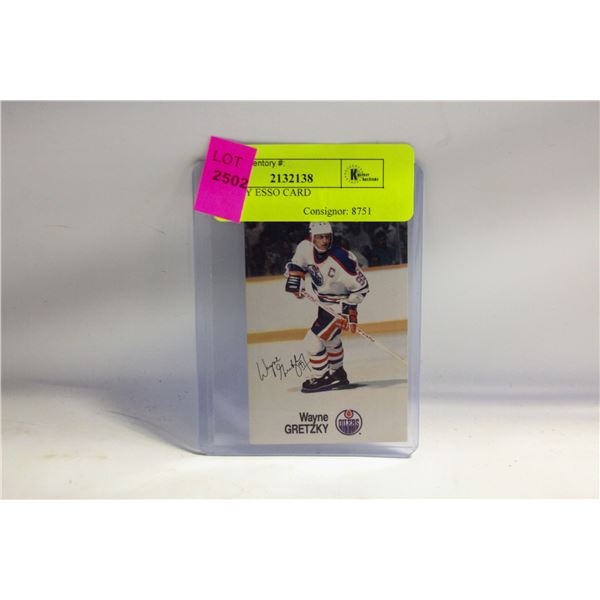 LOT
2502
entory #:
2132138
Y ESSO CARD
Consignor: 8751
Wayne
GRETZKY
OILERS